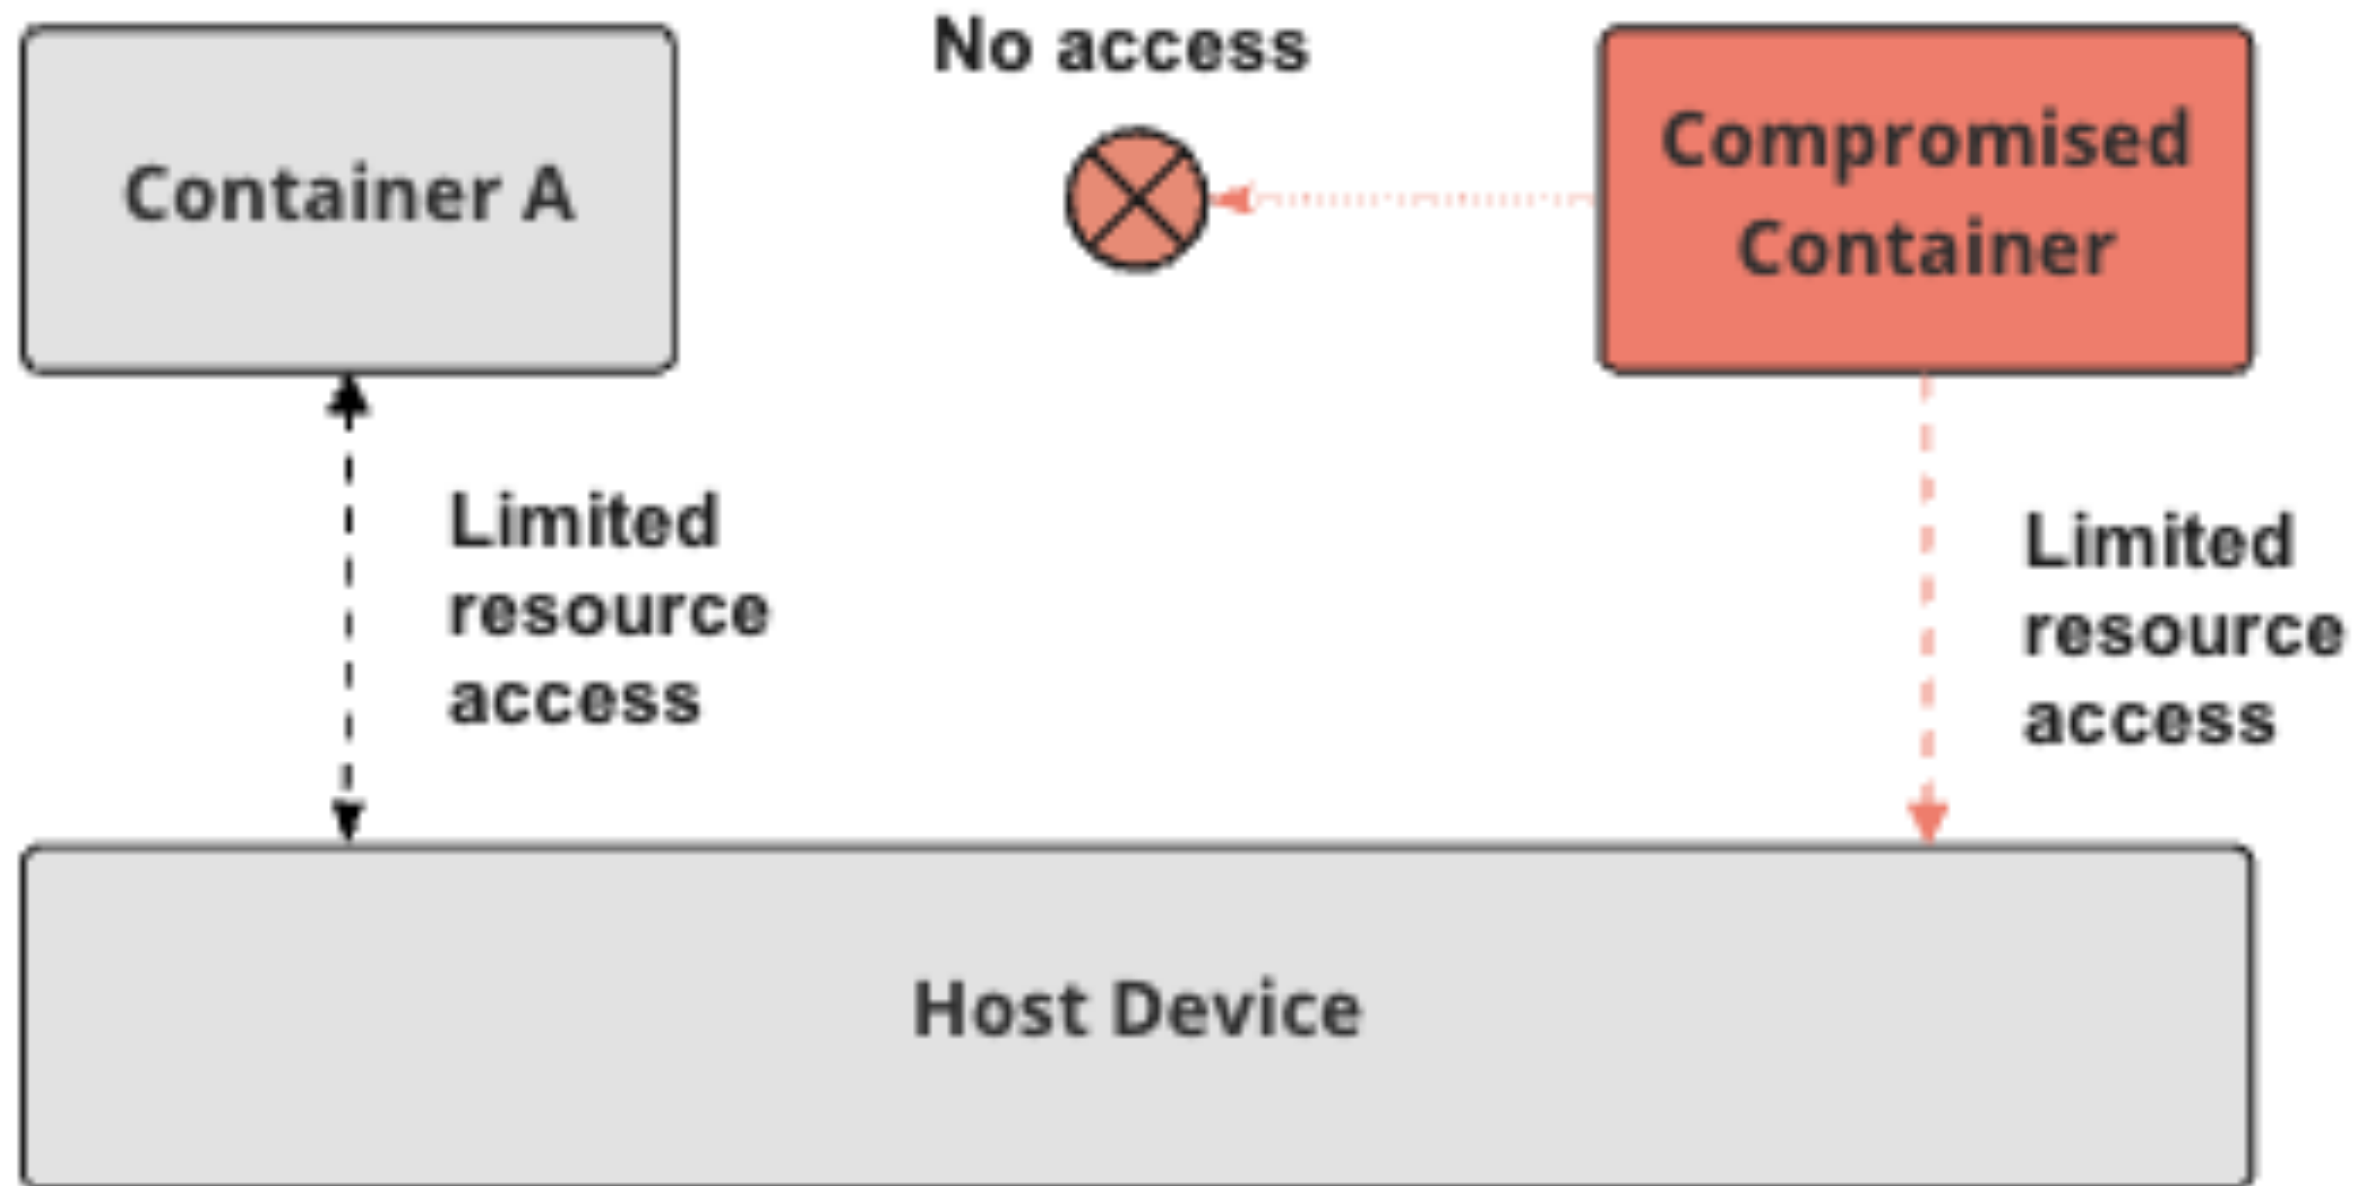 No access
Container A
Compromised
Container
Limited
resource
access
Limited
resource
access
Host Device